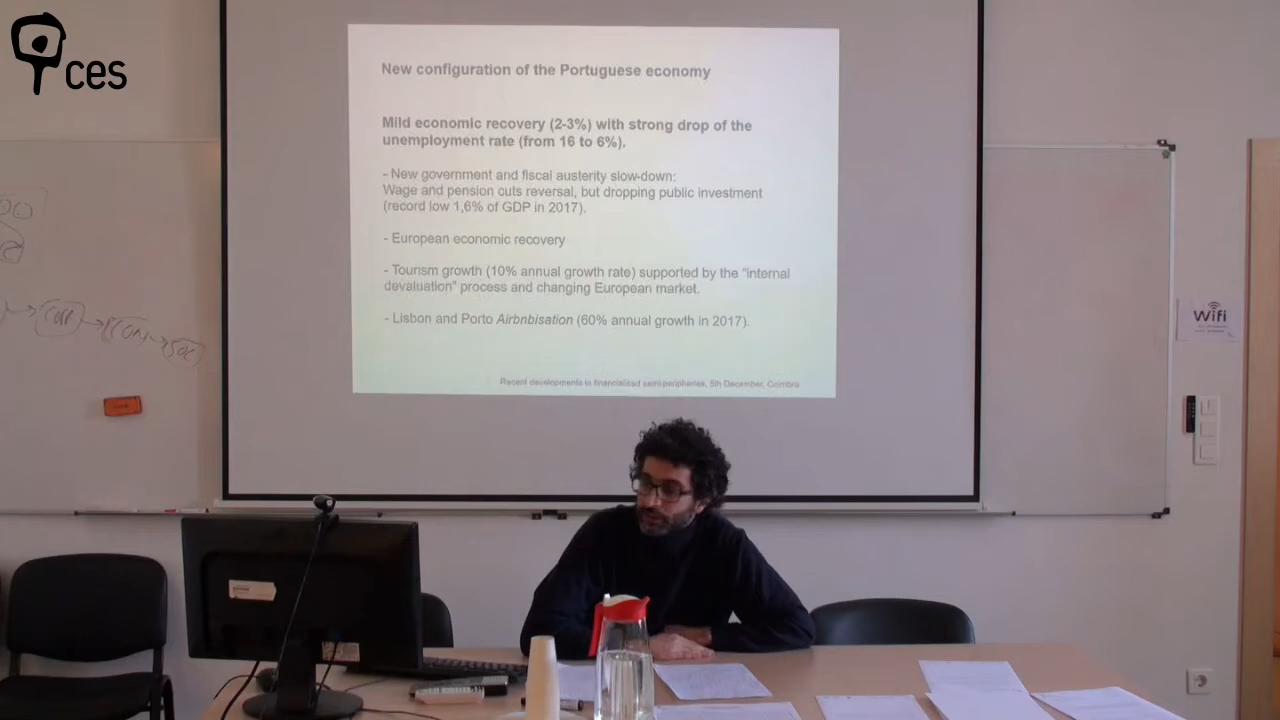 ces
New configuration of the Portuguese economy
Mild economic recovery (2-3%) with strong drop of the
unemployment rate (from 16 to 6%).
- New government and fiscal austerity slow-down:
Wage and pension cuts reversal, but dropping public investment
(record low 1,6% of GDP in 2017).
- European economic recovery
- Tourism growth (10% annual growth rate) supported by the "internal
devaluation" process and changing European market.
- Lisbon and Porto Airbnbisation (60% annual growth in 2017).
Recent developments in financialised semi-peripheries, 5th December, Coimbra
Wifi